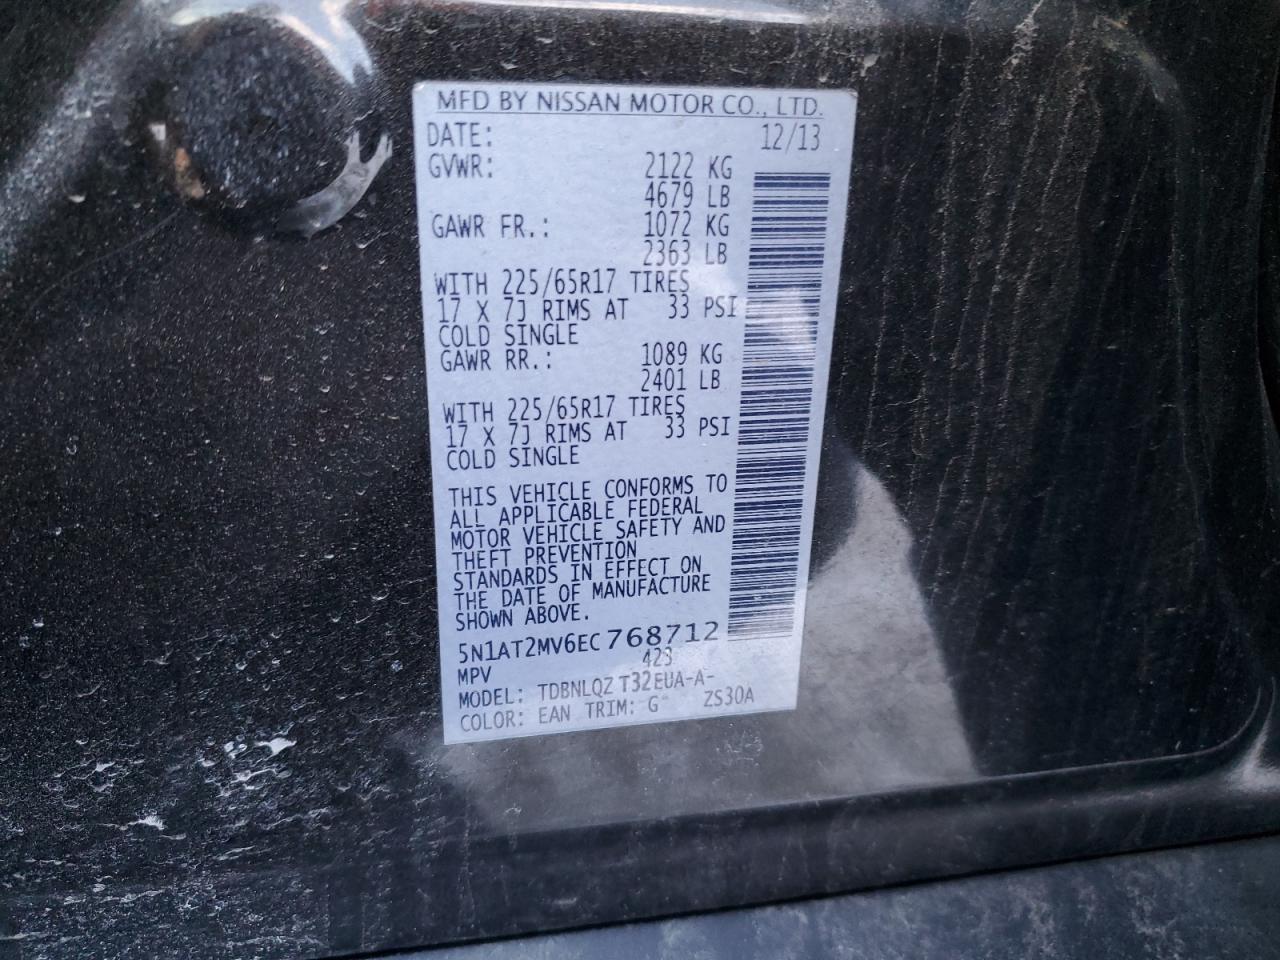 MFD BY NISSAN MOTOR CO., LTD.
DATE: 12/13
GVWR: 2122 KG
4679 LB
GAWR FR.: 1072 KG
2363 LB
WITH 225/65R17 TIRES
17 X 7J RIMS AT 33 PSI
COLD SINGLE
GAWR RR.: 1089 KG
2401 LB
WITH 225/65R17 TIRES
17 X 7J RIMS AT 33 PSI
COLD SINGLE
THIS VEHICLE CONFORMS TO
ALL APPLICABLE FEDERAL
MOTOR VEHICLE SAFETY AND
THEFT PREVENTION
STANDARDS IN EFFECT ON
THE DATE OF MANUFACTURE
SHOWN ABOVE.
5N1AT2MV6EC768712
MPV 423
MODEL: TDBNLQZ T32EUA-A-
COLOR: EAN TRIM: G ZS30A